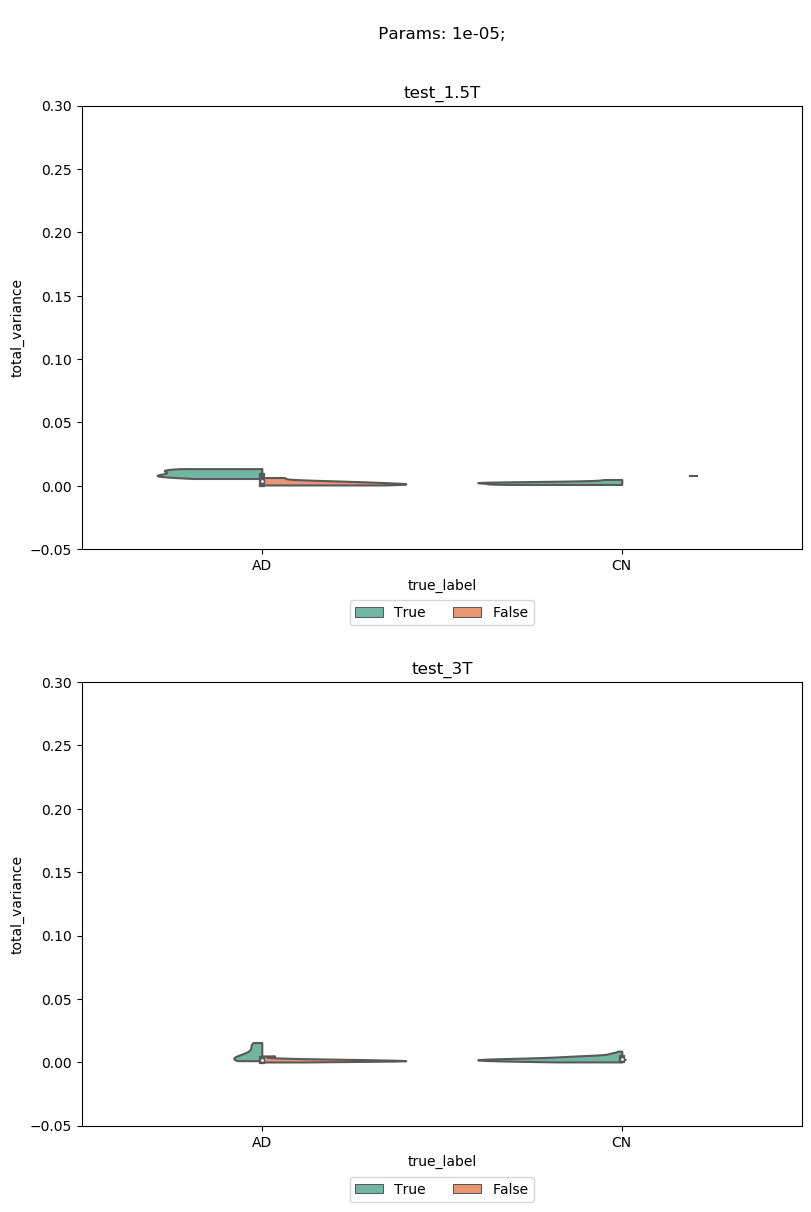 Params: 1e-05;
test_1.5T
0.30
0.25
0.20
0.15
0.10
0.05
0.00
−0.05
total_variance
AD CN
true_label
True False
test_3T
0.30
0.25
0.20
0.15
0.10
0.05
0.00
−0.05
total_variance
AD CN
true_label
True False